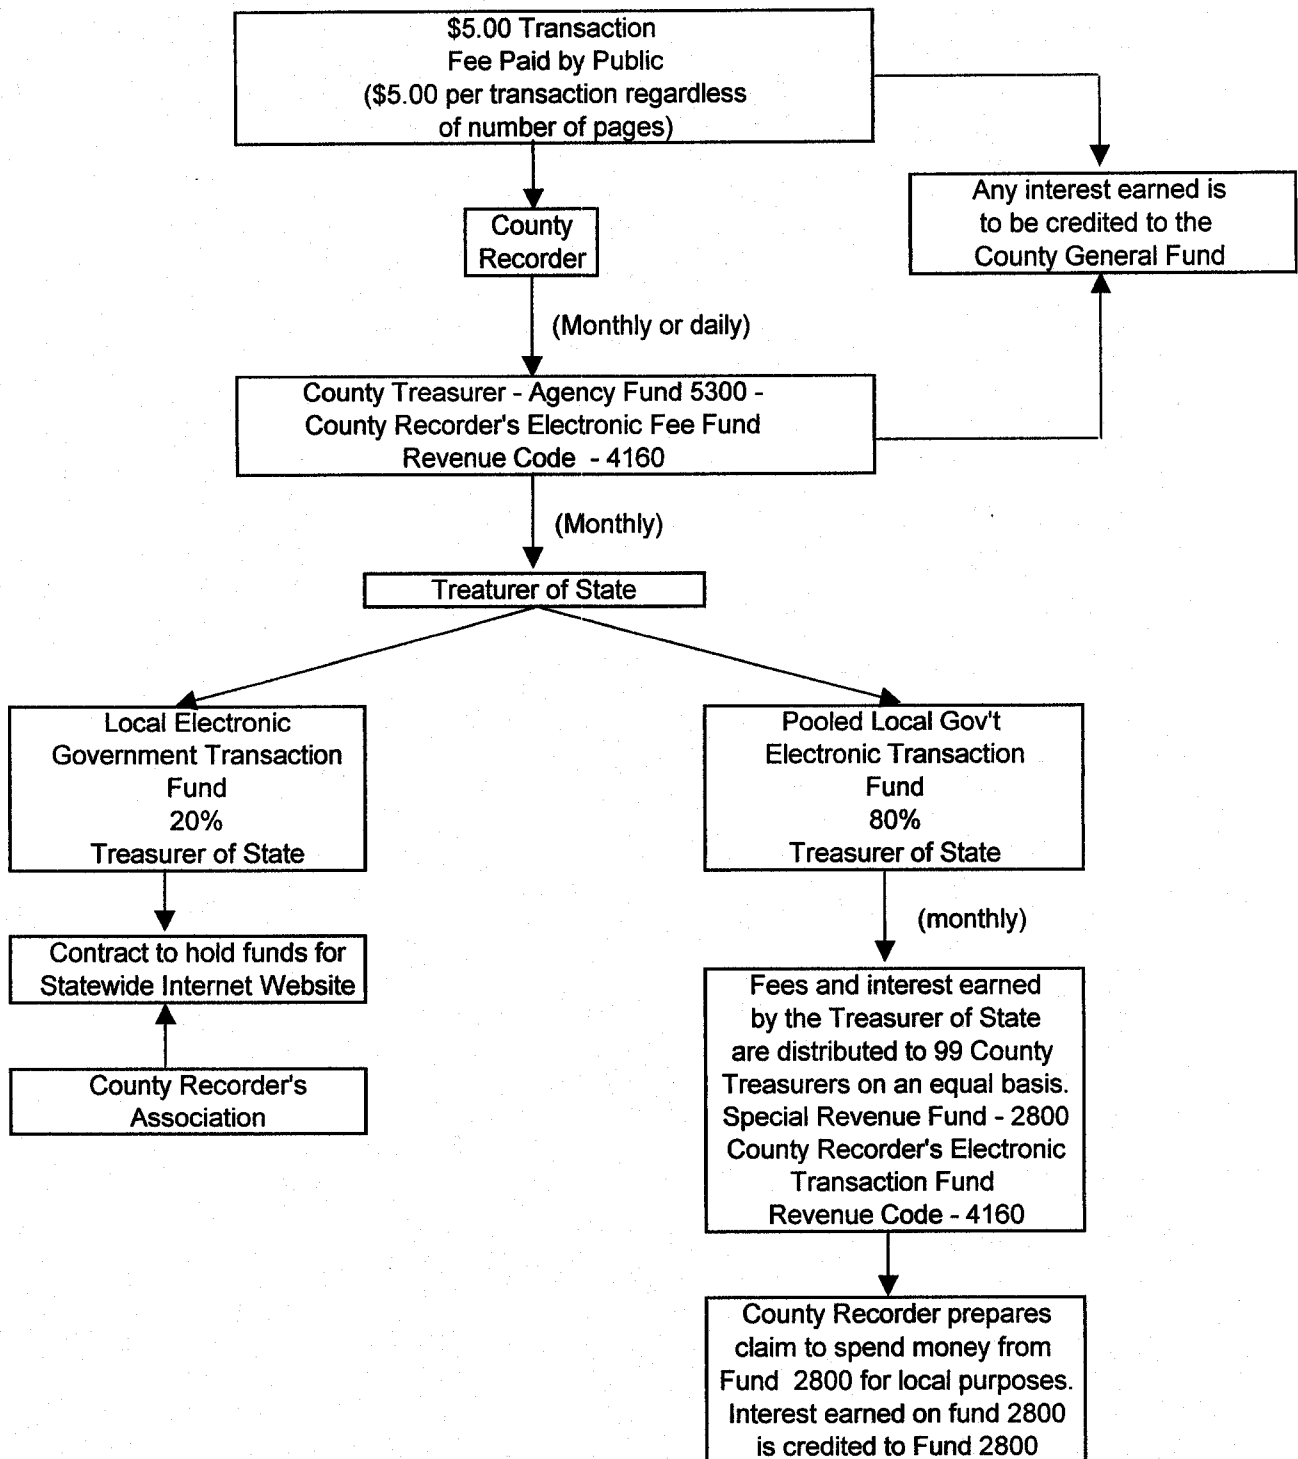 $5.00 Transaction
Fee Paid by Public
($5.00 per transaction regardless
of number of pages)
Any interest earned is
to be credited to the
County General Fund
County
Recorder
(Monthly or daily)
County Treasurer - Agency Fund 5300 -
County Recorder's Electronic Fee Fund
Revenue Code - 4160
(Monthly)
Treaturer of State
Local Electronic
Government Transaction
Fund
20%
Treasurer of State
Pooled Local Gov't
Electronic Transaction
Fund
80%
Treasurer of State
(monthly)
Contract to hold funds for
Statewide Internet Website
County Recorder's
Association
Fees and interest earned
by the Treasurer of State
are distributed to 99 County
Treasurers on an equal basis.
Special Revenue Fund - 2800
County Recorder's Electronic
Transaction Fund
Revenue Code - 4160
County Recorder prepares
claim to spend money from
Fund 2800 for local purposes.
Interest earned on fund 2800
is credited to Fund 2800